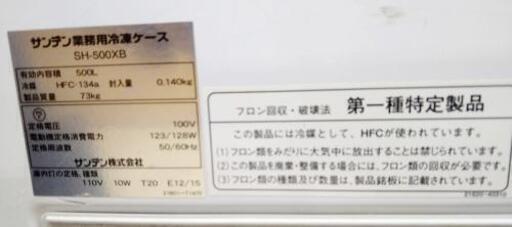 サンデン業務用冷凍ケース
SH-500XB
有効内容積 500L
冷媒 HFC-134a 封入量 0.140kg
製品質量 73kg
定格電圧 100V
電動機定格消費電力 123/128W
定格周波数 50/60Hz
サンデン株式会社
庫内灯の定格、種類
110V 10W T20 E12/15
フロン回収・破壊法 第一種特定製品
この製品には冷媒として、HFCが使われています。
(1)フロン類をみだりに大気中に放出することは禁じられています。
(2)この製品を廃棄・整備する場合には、フロン類の回収が必要です。
(3)フロン類の種類及び数量は、製品銘板に記載されています。